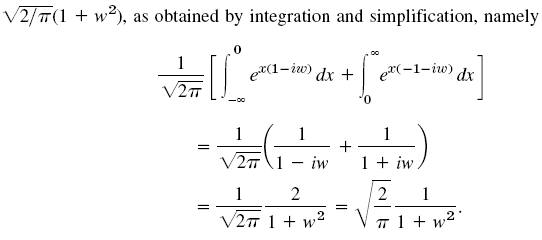 √2/π(1 + w²), as obtained by integration and simplification, namely
1/√2π [∫_{-∞}^{0} e^{x(1−iw)} dx + ∫_{0}^{∞} e^{x(−1−iw)} dx]
= 1/√2π (1/(1 − iw) + 1/(1 + iw))
= 1/√2π 2/(1 + w²) = √(2/π) 1/(1 + w²).